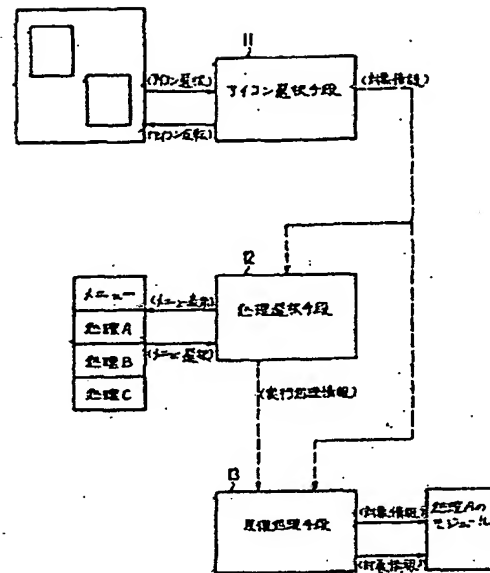 11
(アイコン選択)
アイコン選択手段
(対象情報)
(アイコン反転)
12
メニュー
(メニュー表示)
処理選択手段
処理A
(メニュー選択)
処理B
処理C
(実行処理情報)
13
処理手段
(対象情報)
処理Aの
モジュール
(対象情報)